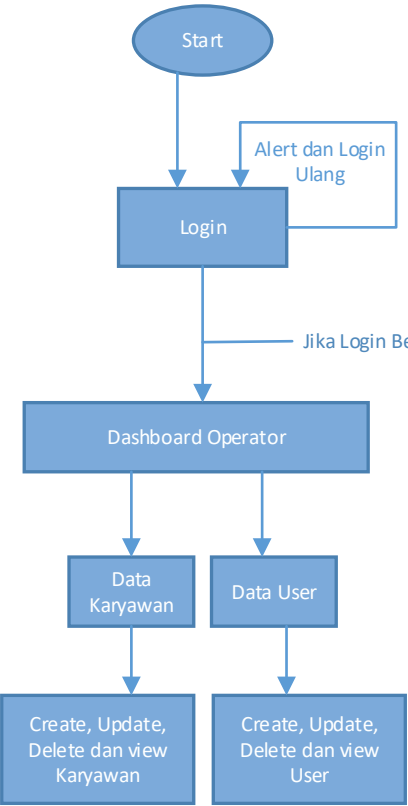 Start
Alert dan Login
Ulang
Login
Jika Login
Dashboard Operator
Data
Karyawan
Data User
Create, Update,
Delete dan view
Karyawan
Create, Update,
Delete dan view
User